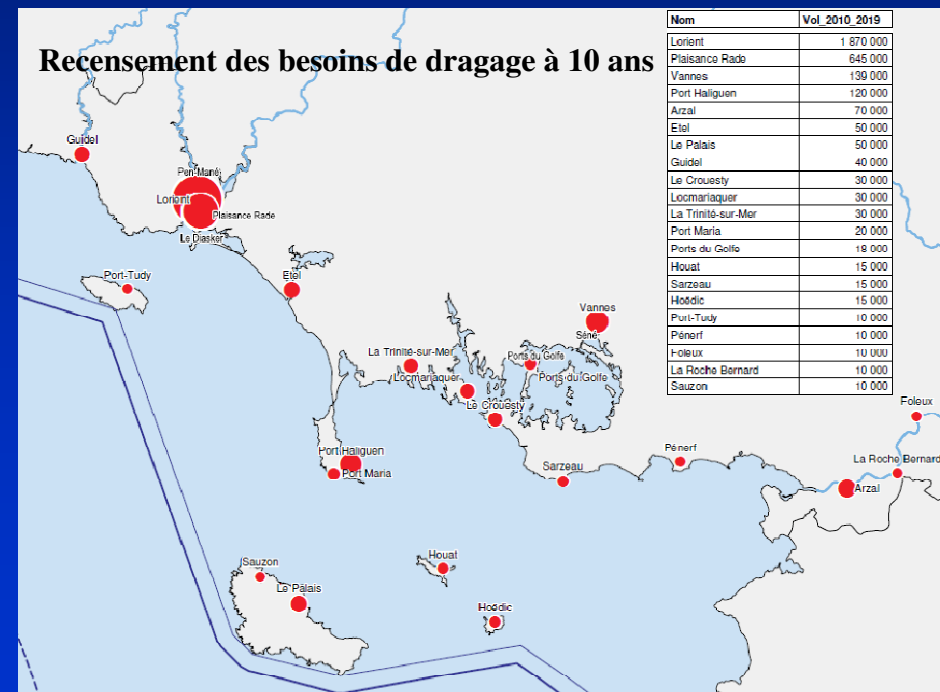 Recensement des besoins de dragage à 10 ans
Nom Vol_2010_2019
Lorient 1 870 000
Plaisance Rade 645 000
Vannes 139 000
Port Haliguen 120 000
Arzal 70 000
Etel 50 000
Le Palais 50 000
Guidel 40 000
Le Crouesty 30 000
Locmariaquer 30 000
La Trinité-sur-Mer 30 000
Port Maria 20 000
Ports du Golfe 18 000
Houat 15 000
Sarzeau 15 000
Hoëdic 15 000
Port-Tudy 10 000
Pénerf 10 000
Foleux 10 000
La Roche Bernard 10 000
Sauzon 10 000
Guidel
Pen-Mané
Lorient
Plaisance Rade
Le Diasker
Port-Tudy
Etel
Vannes
Séné
La Trinité-sur-Mer
Ports du Golfe
Locmariaquer
Ports du Golfe
Le Crouesty
Foleux
Port Haliguen
Pénerf
La Roche Bernard
Port Maria
Sarzeau
Arzal
Houat
Sauzon
Le Palais
Hoëdic